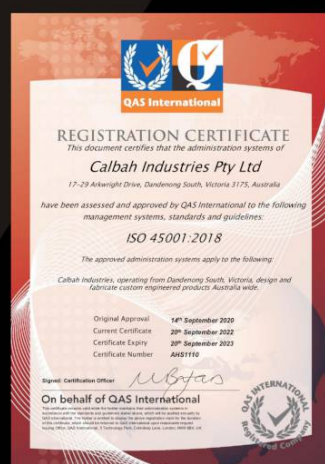 QAS International
REGISTRATION CERTIFICATE
This document certifies that the administration systems of
Calbah Industries Pty Ltd
17-29 Arkwright Drive, Dandenong South, Victoria 3175, Australia
have been assessed and approved by QAS International to the following
management systems, standards and guidelines:
ISO 45001:2018
The approved administration systems apply to the following:
Calbah Industries, operating from Dandenong South, Victoria, design and
fabricate custom engineered products Australia wide.
Original Approval 14th September 2020
Current Certificate 20th September 2022
Certificate Expiry 20th September 2023
Certificate Number AHS1110
Signed: Certification Officer
On behalf of QAS International
QAS INTERNATIONAL
Registered Company